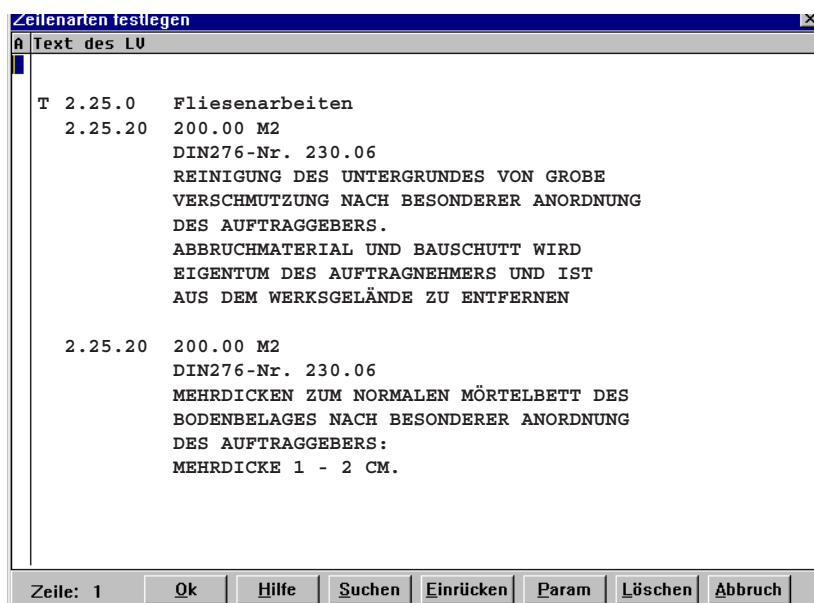 Zeilenarten festlegen
A Text des LV
T 2.25.0 Fliesenarbeiten
2.25.20 200.00 M2
DIN276-Nr. 230.06
REINIGUNG DES UNTERGRUNDES VON GROBE
VERSCHMUTZUNG NACH BESONDERER ANORDNUNG
DES AUFTRAGGEBERS.
ABBRUCHMATERIAL UND BAUSCHUTT WIRD
EIGENTUM DES AUFTRAGNEHMERS UND IST
AUS DEM WERKSGELÄNDE ZU ENTFERNEN
2.25.20 200.00 M2
DIN276-Nr. 230.06
MEHRDICKEN ZUM NORMALEN MÖRTELBETT DES
BODENBELAGES NACH BESONDERER ANORDNUNG
DES AUFTRAGGEBERS:
MEHRDICKE 1 - 2 CM.
Zeile: 1 Ok Hilfe Suchen Einrücken Param Löschen Abbruch